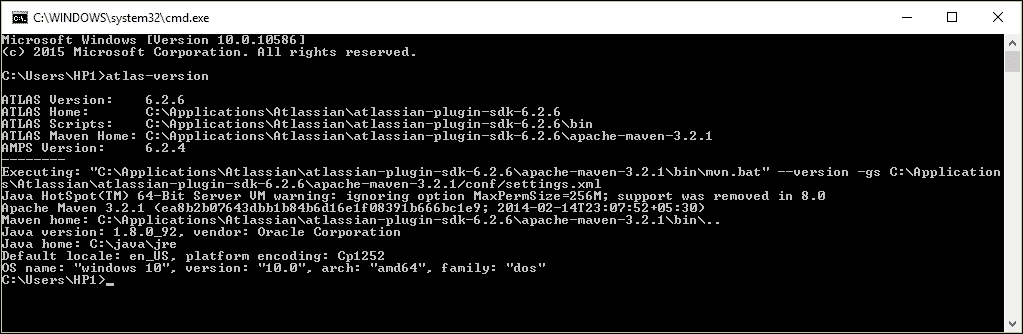 C:\WINDOWS\system32\cmd.exe
Microsoft Windows [Version 10.0.10586]
(c) 2015 Microsoft Corporation. All rights reserved.
C:\Users\HP1>atlas-version
ATLAS Version:    6.2.6
ATLAS Home:       C:\Applications\Atlassian\atlassian-plugin-sdk-6.2.6
ATLAS Scripts:    C:\Applications\Atlassian\atlassian-plugin-sdk-6.2.6\bin
ATLAS Maven Home: C:\Applications\Atlassian\atlassian-plugin-sdk-6.2.6\apache-maven-3.2.1
AMPS Version:     6.2.4
--------
Executing: "C:\Applications\Atlassian\atlassian-plugin-sdk-6.2.6\apache-maven-3.2.1\bin\mvn.bat" --version -gs C:\Application
s\Atlassian\atlassian-plugin-sdk-6.2.6\apache-maven-3.2.1/conf/settings.xml
Java HotSpot(TM) 64-Bit Server VM warning: ignoring option MaxPermSize=256M; support was removed in 8.0
Apache Maven 3.2.1 (ea8b2b07643dbb1b84b6d16e1f08391b666bc1e9; 2014-02-14T23:07:52+05:30)
Maven home: C:\Applications\Atlassian\atlassian-plugin-sdk-6.2.6\apache-maven-3.2.1\bin\..
Java version: 1.8.0_92, vendor: Oracle Corporation
Java home: C:\java\jre
Default locale: en_US, platform encoding: Cp1252
OS name: "windows 10", version: "10.0", arch: "amd64", family: "dos"
C:\Users\HP1>_